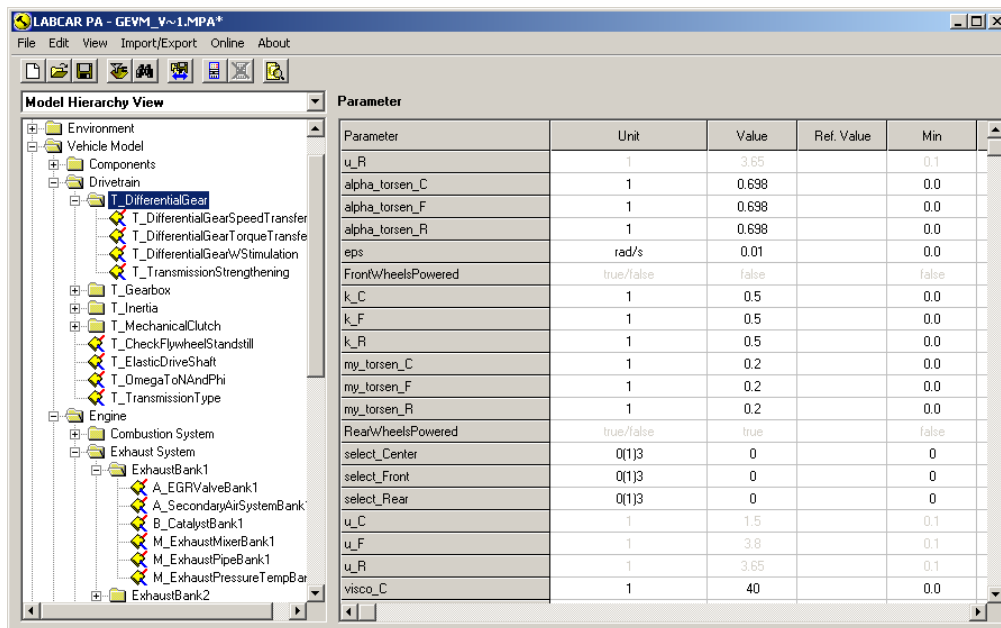 LABCAR PA - GEVM_V~1.MPA*
File Edit View Import/Export Online About
Model Hierarchy View
Environment
Vehicle Model
Components
Drivetrain
T_DifferentialGear
T_DifferentialGearSpeedTransfer
T_DifferentialGearTorqueTransfe
T_DifferentialGearWStimulation
T_TransmissionStrengthening
T_Gearbox
T_Inertia
T_MechanicalClutch
T_CheckFlywheelStandstill
T_ElasticDriveShaft
T_OmegaToNAndPhi
T_TransmissionType
Engine
Combustion System
Exhaust System
ExhaustBank1
A_EGRValveBank1
A_SecondaryAirSystemBank
B_CatalystBank1
M_ExhaustMixerBank1
M_ExhaustPipeBank1
M_ExhaustPressureTempBar
ExhaustBank2
Parameter
Parameter Unit Value Ref. Value Min
u_R 1 3.65 0.1
alpha_torsen_C 1 0.698 0.0
alpha_torsen_F 1 0.698 0.0
alpha_torsen_R 1 0.698 0.0
eps rad/s 0.01 0.0
FrontWheelsPowered true/false false false
k_C 1 0.5 0.0
k_F 1 0.5 0.0
k_R 1 0.5 0.0
my_torsen_C 1 0.2 0.0
my_torsen_F 1 0.2 0.0
my_torsen_R 1 0.2 0.0
RearWheelsPowered true/false true false
select_Center 0(1)3 0 0
select_Front 0(1)3 0 0
select_Rear 0(1)3 0 0
u_C 1 1.5 0.1
u_F 1 3.8 0.1
u_R 1 3.65 0.1
visco_C 1 40 0.0